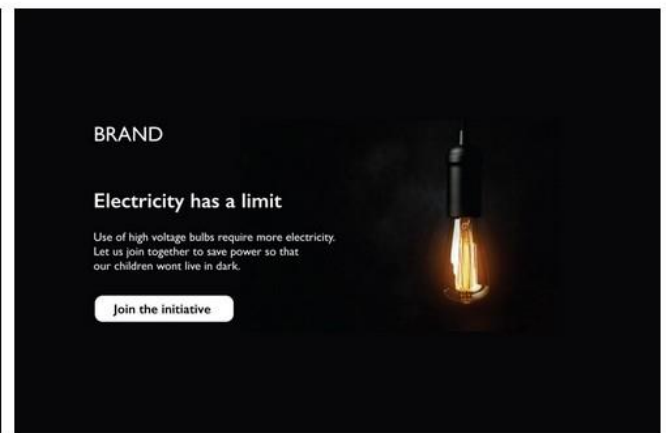 BRAND
Electricity has a limit
Use of high voltage bulbs require more electricity.
Let us join together to save power so that
our children wont live in dark.
Join the initiative